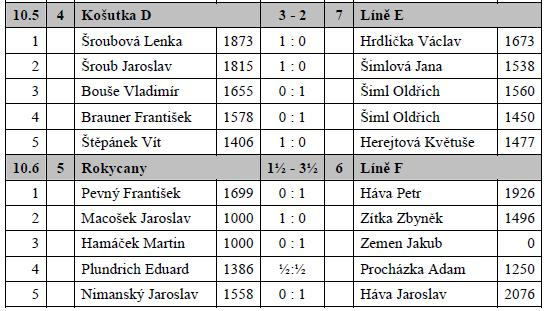 10.5 4 Košutka D 3 - 2 7 Líně E
1 Šroubová Lenka 1873 1 : 0 Hrdlička Václav 1673
2 Šroub Jaroslav 1815 1 : 0 Šimlová Jana 1538
3 Bouše Vladimír 1655 0 : 1 Šiml Oldřich 1560
4 Brauner František 1578 0 : 1 Šiml Oldřich 1450
5 Štěpánek Vít 1406 1 : 0 Herejtová Květuše 1477
10.6 5 Rokycany 1½ - 3½ 6 Líně F
1 Pevný František 1699 0 : 1 Háva Petr 1926
2 Macošek Jaroslav 1000 1 : 0 Zítka Zbyněk 1496
3 Hamáček Martin 1000 0 : 1 Zemen Jakub 0
4 Plundrich Eduard 1386 ½:½ Procházka Adam 1250
5 Nimanský Jaroslav 1558 0 : 1 Háva Jaroslav 2076